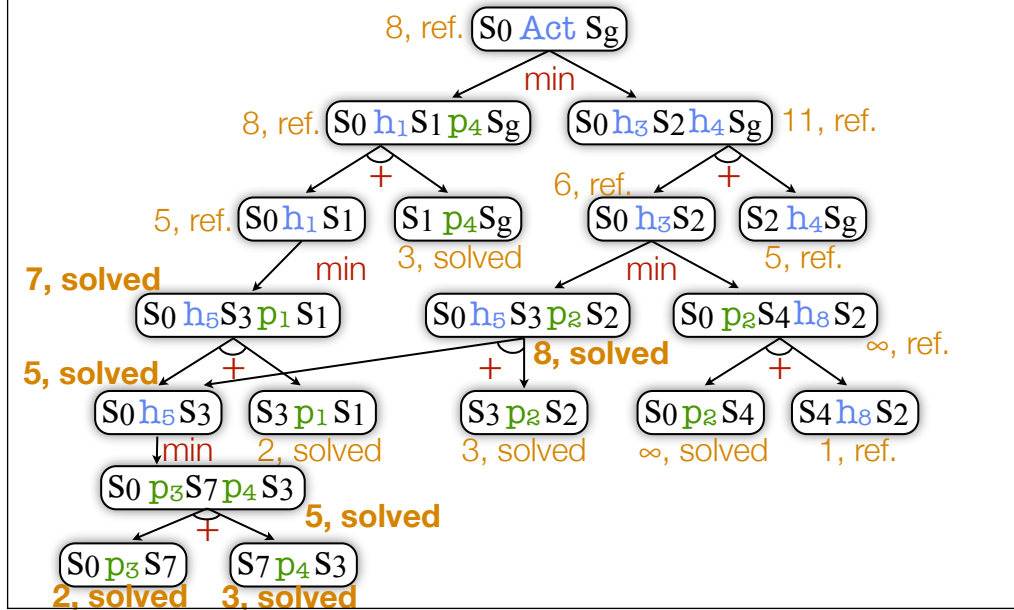 8, ref. S0 Act Sg
min
8, ref. S0 h1 S1 p4 Sg S0 h3 S2 h4 Sg 11, ref.
+ +
6, ref.
5, ref. S0 h1 S1 S1 p4 Sg S0 h3 S2 S2 h4 Sg
3, solved 5, ref.
min min
7, solved
S0 h5 S3 p1 S1 S0 h5 S3 p2 S2 S0 p2 S4 h8 S2
∞, ref.
8, solved
5, solved + + +
S0 h5 S3 S3 p1 S1 S3 p2 S2 S0 p2 S4 S4 h8 S2
min 2, solved 3, solved ∞, solved 1, ref.
S0 p3 S7 p4 S3
5, solved
+
S0 p3 S7 S7 p4 S3
2, solved 3, solved